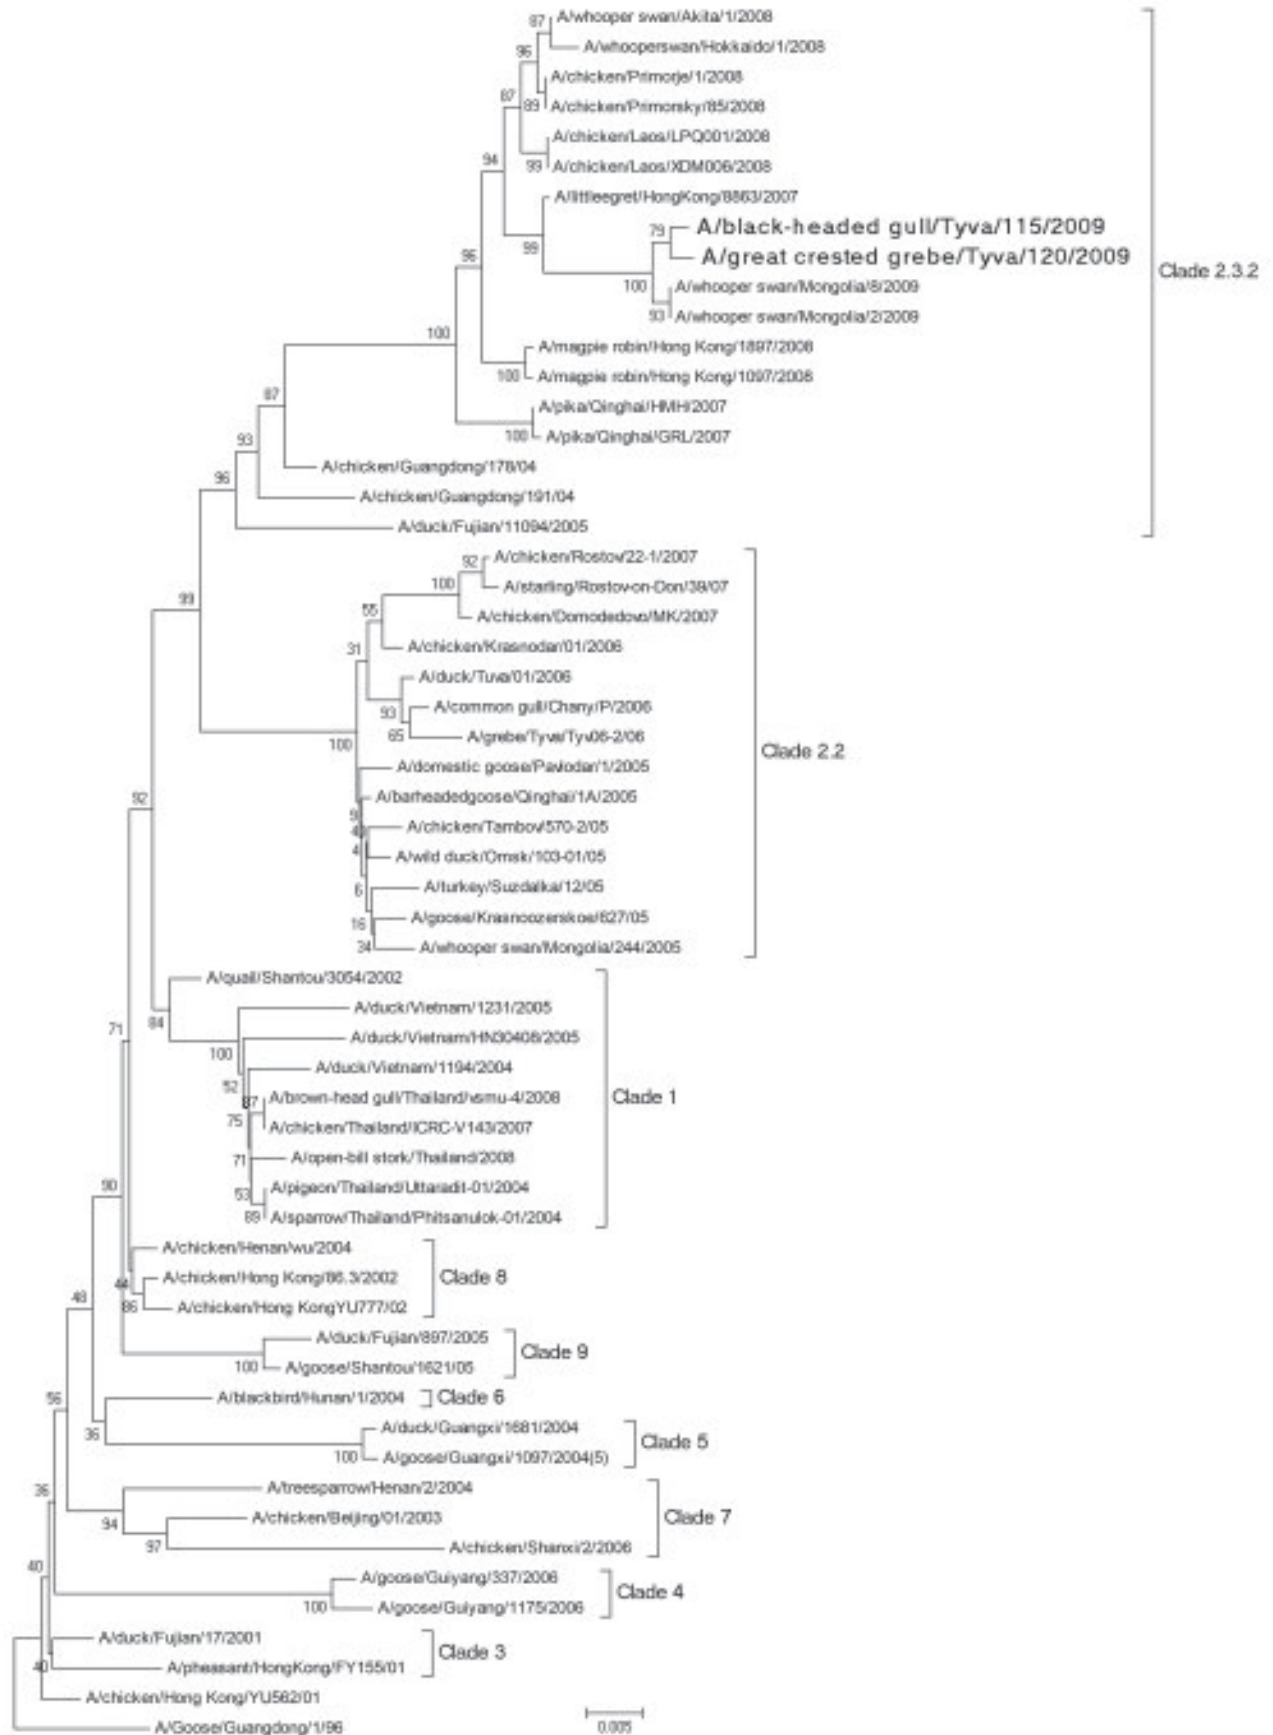 87 A/whooper swan/Akita/1/2008
A/whooperswan/Hokkaido/1/2008
96
A/chicken/Primorje/1/2008
87
89 A/chicken/Primorsky/85/2008
A/chicken/Laos/LPQ001/2008
94
99 A/chicken/Laos/XDM006/2008
A/littleegret/HongKong/8863/2007
79 A/black-headed gull/Tyva/115/2009
99
A/great crested grebe/Tyva/120/2009
96
Clade 2.3.2
100 A/whooper swan/Mongolia/8/2009
93 A/whooper swan/Mongolia/2/2009
100
A/magpie robin/Hong Kong/1897/2008
100 A/magpie robin/Hong Kong/1097/2008
87
A/pika/Qinghai/HMH/2007
100 A/pika/Qinghai/GRL/2007
93
A/chicken/Guangdong/178/04
96
A/chicken/Guangdong/191/04
A/duck/Fujian/11094/2005
92 A/chicken/Rostov/22-1/2007
100
A/starling/Rostov-on-Don/39/07
99
55
A/chicken/Domodedovo/MK/2007
31
A/chicken/Krasnodar/01/2006
A/duck/Tuva/01/2006
93 A/common gull/Chany/P/2006
65 A/grebe/Tyva/Tyv06-2/06
100
Clade 2.2
A/domestic goose/Pavlodar/1/2005
92
A/barheadedgoose/Qinghai/1A/2005
9
40 A/chicken/Tambov/570-2/05
4
A/wild duck/Omsk/103-01/05
6
A/turkey/Suzdalka/12/05
16 A/goose/Krasnoozerskoe/627/05
34 A/whooper swan/Mongolia/244/2005
A/quail/Shantou/3054/2002
84
A/duck/Vietnam/1231/2005
71
100
A/duck/Vietnam/HN30408/2005
A/duck/Vietnam/1194/2004
52
87 A/brown-head gull/Thailand/vsmu-4/2008
Clade 1
75
A/chicken/Thailand/ICRC-V143/2007
71 A/open-bill stork/Thailand/2008
90
53 A/pigeon/Thailand/Uttaradit-01/2004
89 A/sparrow/Thailand/Phitsanulok-01/2004
A/chicken/Henan/wu/2004
44
A/chicken/Hong Kong/86.3/2002
Clade 8
48
86 A/chicken/Hong KongYU777/02
A/duck/Fujian/897/2005
Clade 9
100 A/goose/Shantou/1621/05
56
A/blackbird/Hunan/1/2004 Clade 6
36
A/duck/Guangxi/1681/2004
Clade 5
100 A/goose/Guangxi/1097/2004(5)
36
A/treesparrow/Henan/2/2004
94
A/chicken/Beijing/01/2003
Clade 7
97 A/chicken/Shanxi/2/2006
40
A/goose/Guiyang/337/2006
Clade 4
100 A/goose/Guiyang/1175/2006
A/duck/Fujian/17/2001
Clade 3
40 A/pheasant/HongKong/FY155/01
A/chicken/Hong Kong/YU562/01
A/Goose/Guangdong/1/96
0.005